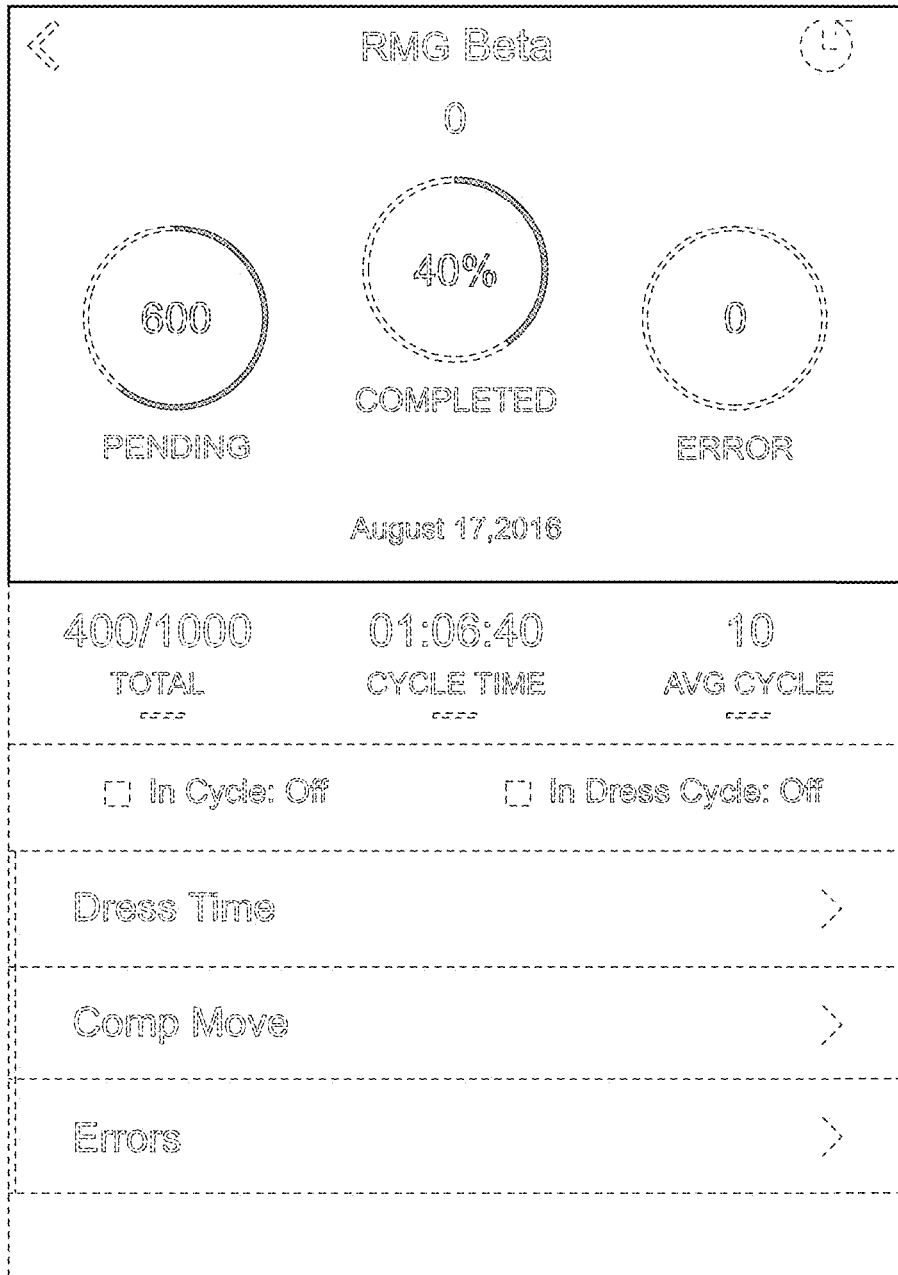 RMG Beta
0
600
40%
0
PENDING
COMPLETED
ERROR
August 17,2016
400/1000
01:06:40
10
TOTAL
CYCLE TIME
AVG CYCLE
In Cycle: Off
In Dress Cycle: Off
Dress Time
Comp Move
Errors